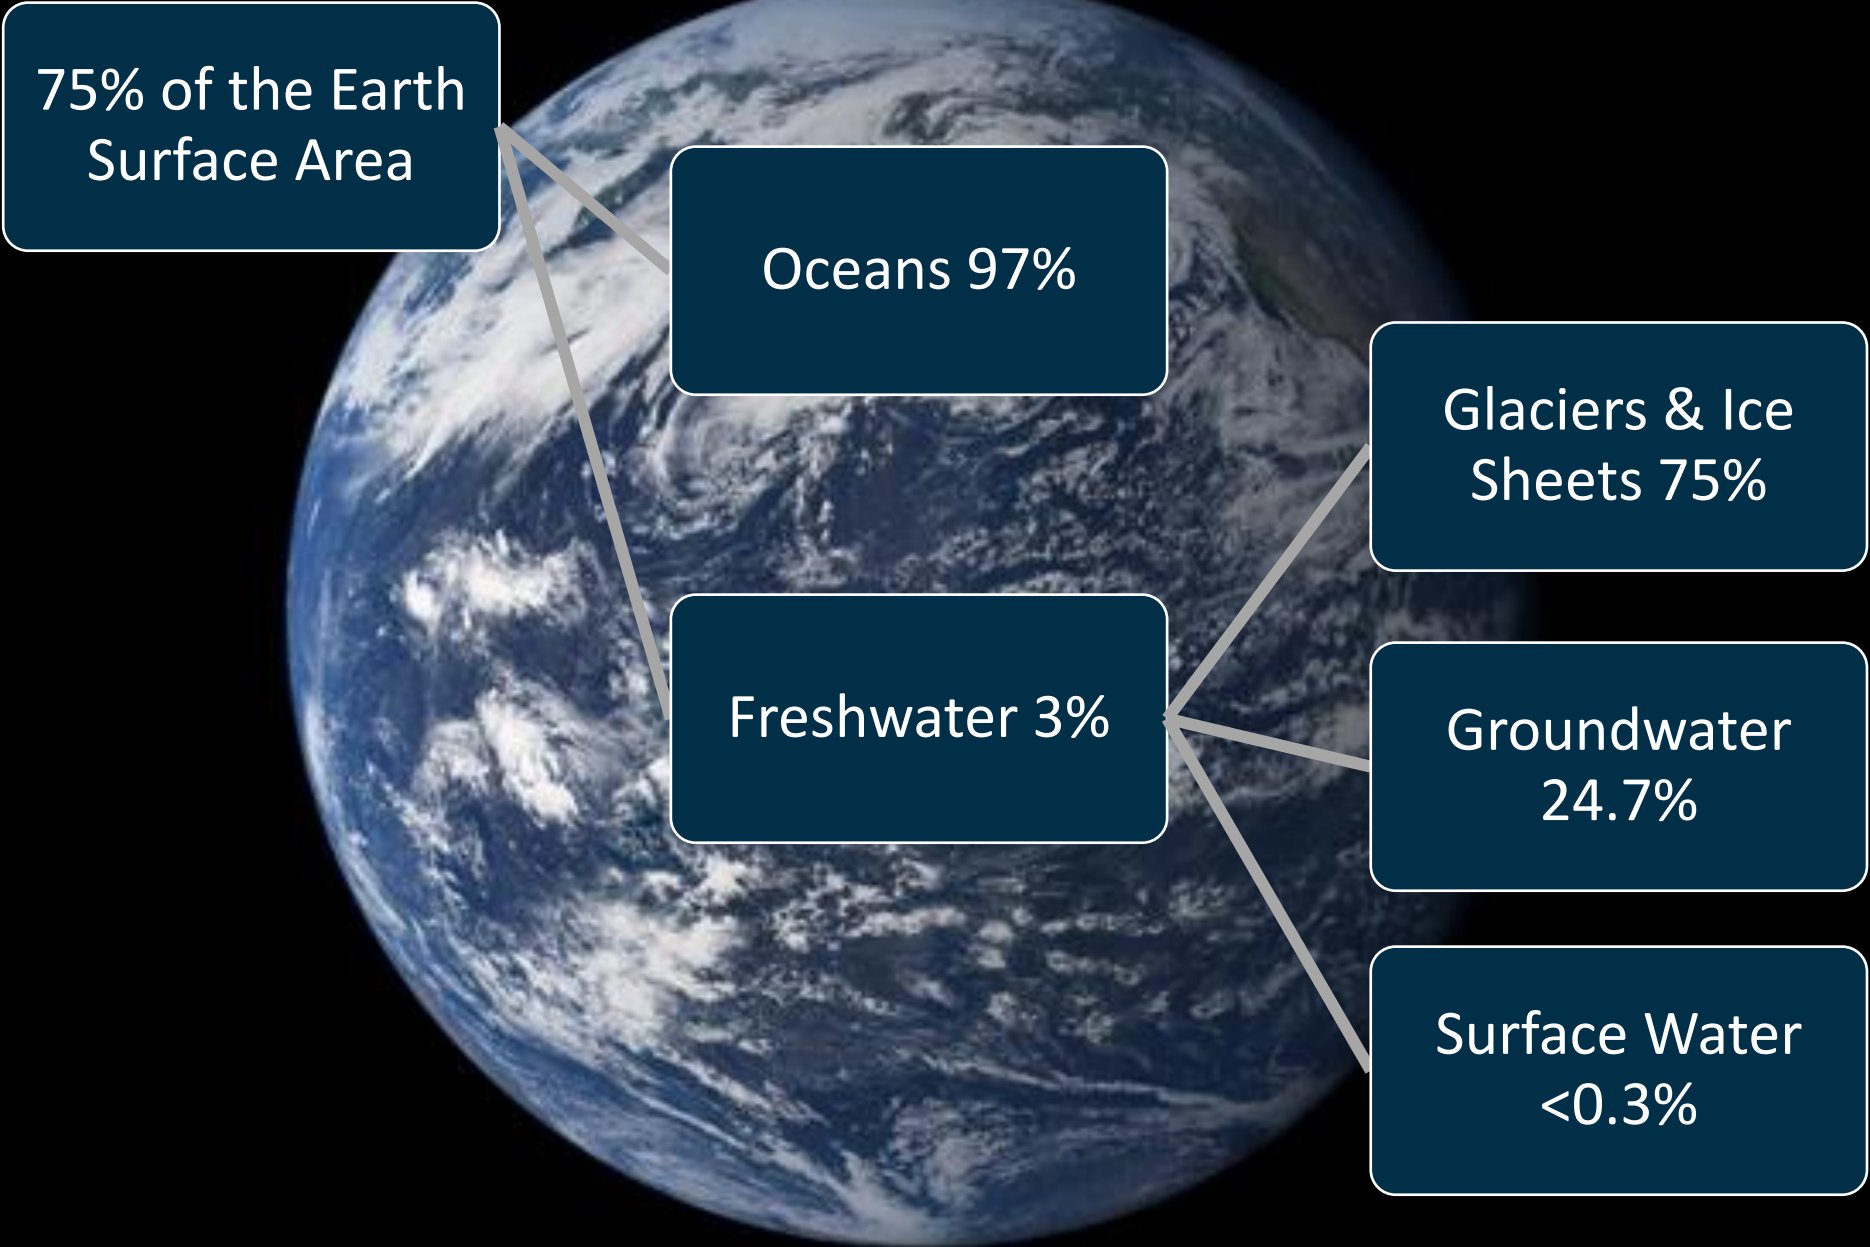 75% of the Earth
Surface Area
Oceans 97%
Freshwater 3%
Glaciers & Ice
Sheets 75%
Groundwater
24.7%
Surface Water
<0.3%